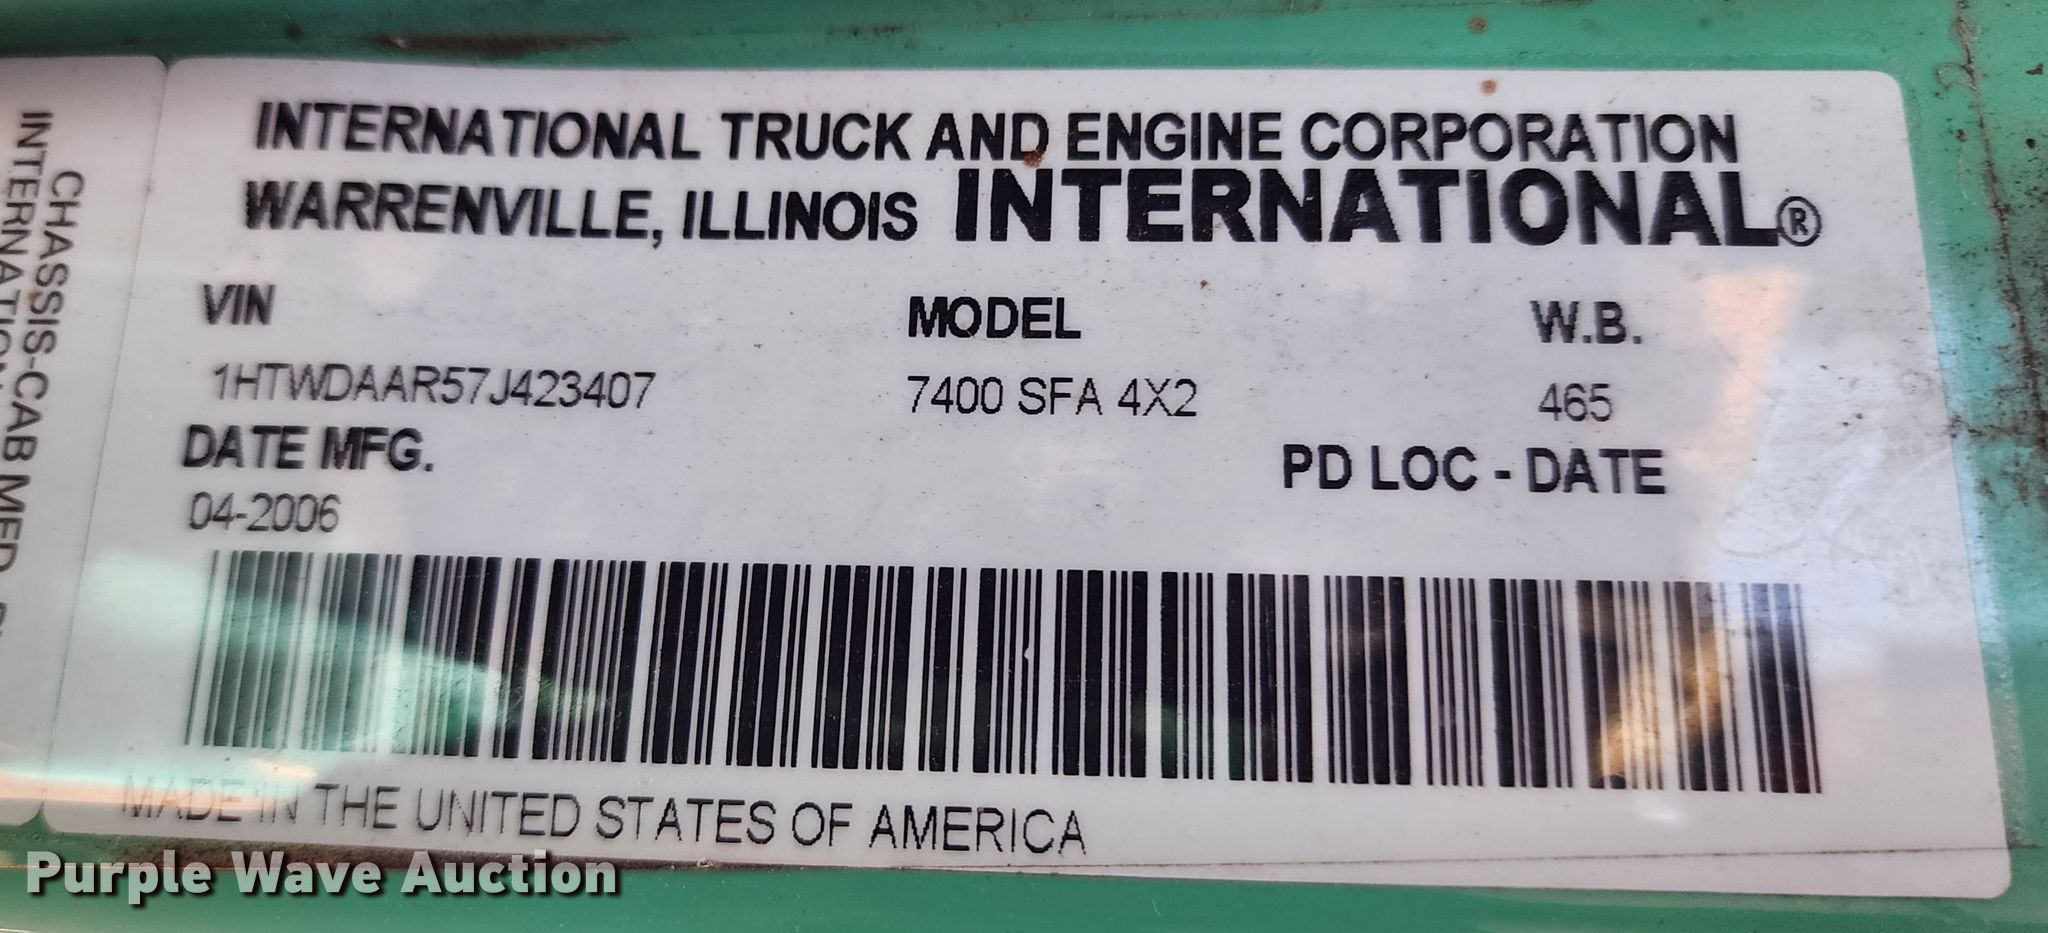 INTERNATIONAL TRUCK AND ENGINE CORPORATION
WARRENVILLE, ILLINOIS INTERNATIONAL®
VIN MODEL W.B.
1HTWDAAR57J423407 7400 SFA 4X2 465
DATE MFG. PD LOC - DATE
04-2006
MADE IN THE UNITED STATES OF AMERICA
CHASSIS-CAB
INTERNATIONAL
Purple Wave Auction